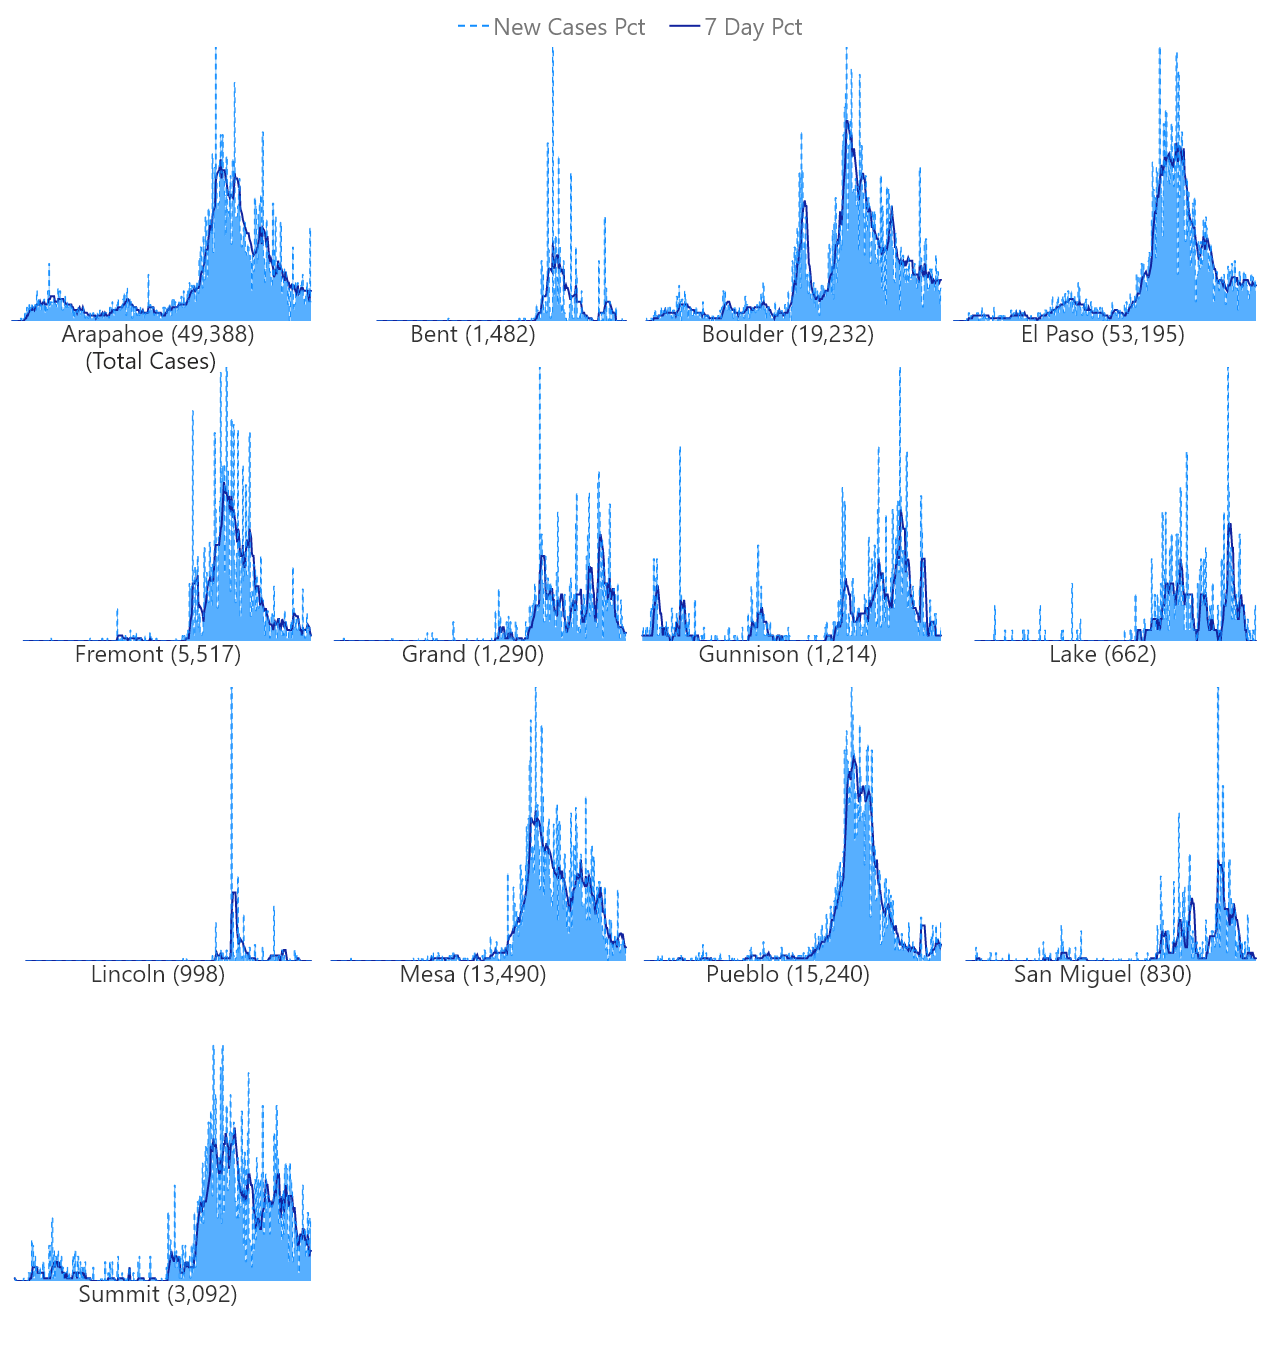 New Cases Pct 7 Day Pct
Arapahoe (49,388) Bent (1,482) Boulder (19,232) El Paso (53,195)
(Total Cases)
Fremont (5,517) Grand (1,290) Gunnison (1,214) Lake (662)
Lincoln (998) Mesa (13,490) Pueblo (15,240) San Miguel (830)
Summit (3,092)